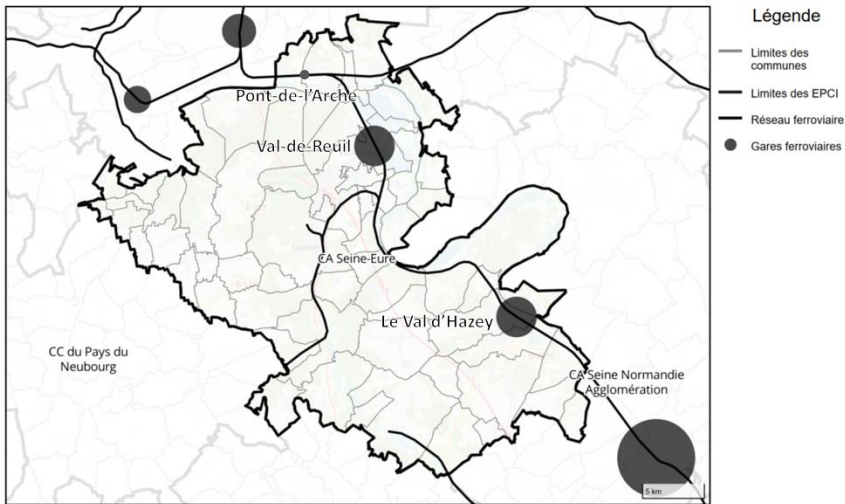 Pont-de-l'Arche
Val-de-Reuil
CA Seine-Eure
Le Val d'Hazey
CC du Pays du
Neubourg
CA Seine Normandie
Agglomération
5 km
Légende
Limites des
communes
Limites des EPCI
Réseau ferroviaire
Gares ferroviaires